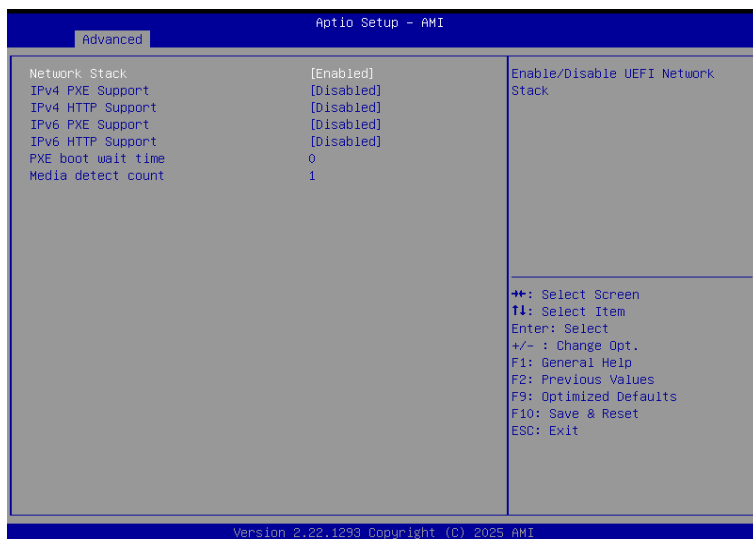 Aptio Setup – AMI
Advanced
Network Stack [Enabled]
IPv4 PXE Support [Disabled]
IPv4 HTTP Support [Disabled]
IPv6 PXE Support [Disabled]
IPv6 HTTP Support [Disabled]
PXE boot wait time 0
Media detect count 1
Enable/Disable UEFI Network
Stack
→←: Select Screen
↑↓: Select Item
Enter: Select
+/– : Change Opt.
F1: General Help
F2: Previous Values
F9: Optimized Defaults
F10: Save & Reset
ESC: Exit
Version 2.22.1293 Copyright (C) 2025 AMI